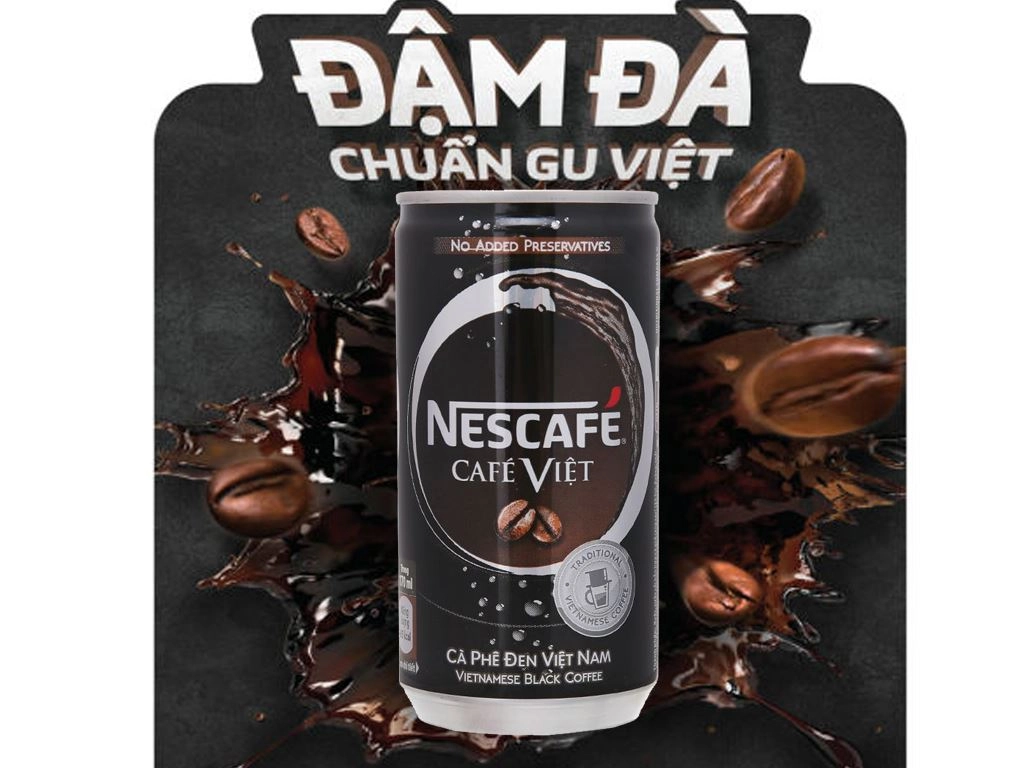 ĐẬM ĐÀ
CHUẨN GU VIỆT
NO ADDED PRESERVATIVES
NESCAFÉ®
CAFÉ VIỆT
TRADITIONAL
VIETNAMESE COFFEE
CÀ PHÊ ĐEN VIỆT NAM
VIETNAMESE BLACK COFFEE